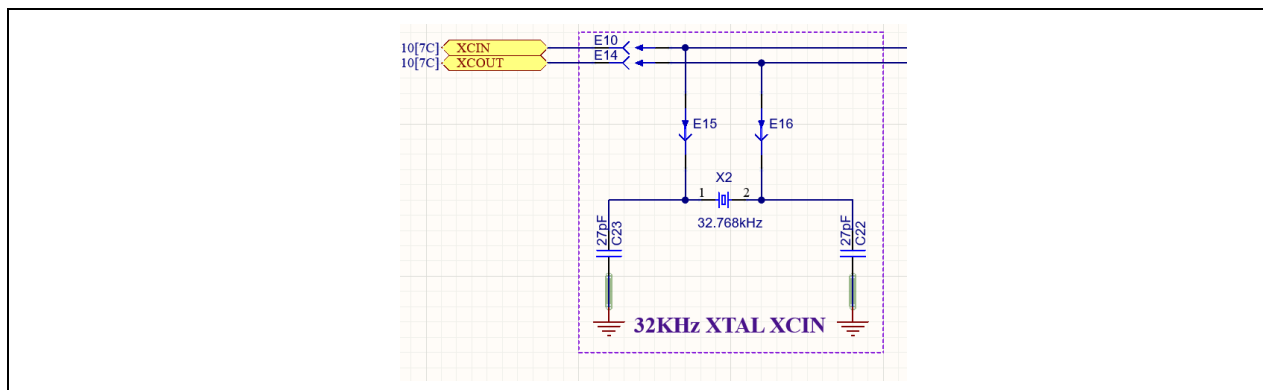 10[7C] XCIN E10
10[7C] XCOUT E14
E15 E16
X2
1 2
32.768kHz
27pF C23
27pF C22
32KHz XTAL XCIN